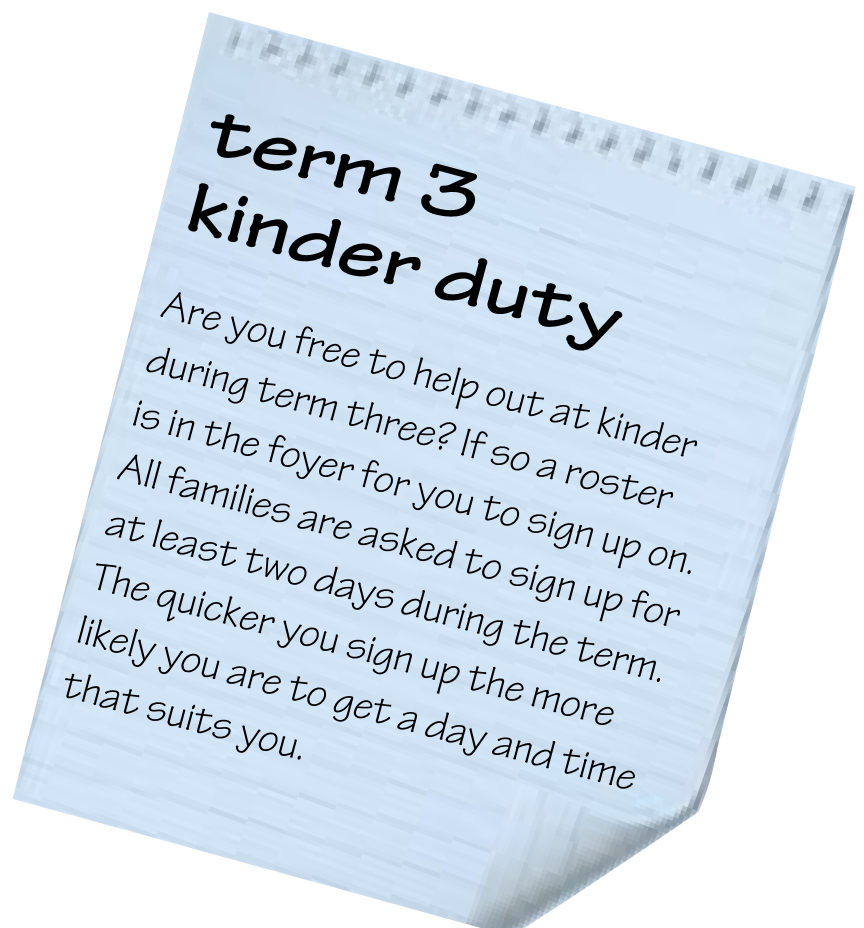 term 3
kinder duty
Are you free to help out at kinder
during term three? If so a roster
is in the foyer for you to sign up on.
All families are asked to sign up for
at least two days during the term.
The quicker you sign up the more
likely you are to get a day and time
that suits you.